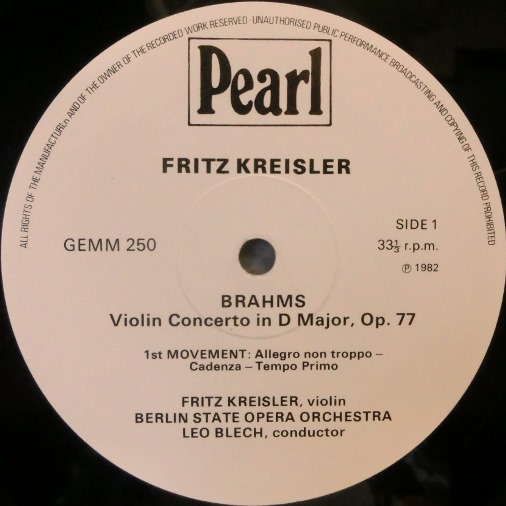 ALL RIGHTS OF THE MANUFACTURER AND OF THE OWNER OF THE RECORDED WORK RESERVED · UNAUTHORISED PUBLIC PERFORMANCE BROADCASTING AND COPYING OF THIS RECORD PROHIBITED
Pearl
FRITZ KREISLER
SIDE 1
GEMM 250
33⅓ r.p.m.
℗ 1982
BRAHMS
Violin Concerto in D Major, Op. 77
1st MOVEMENT: Allegro non troppo –
Cadenza – Tempo Primo
FRITZ KREISLER, violin
BERLIN STATE OPERA ORCHESTRA
LEO BLECH, conductor